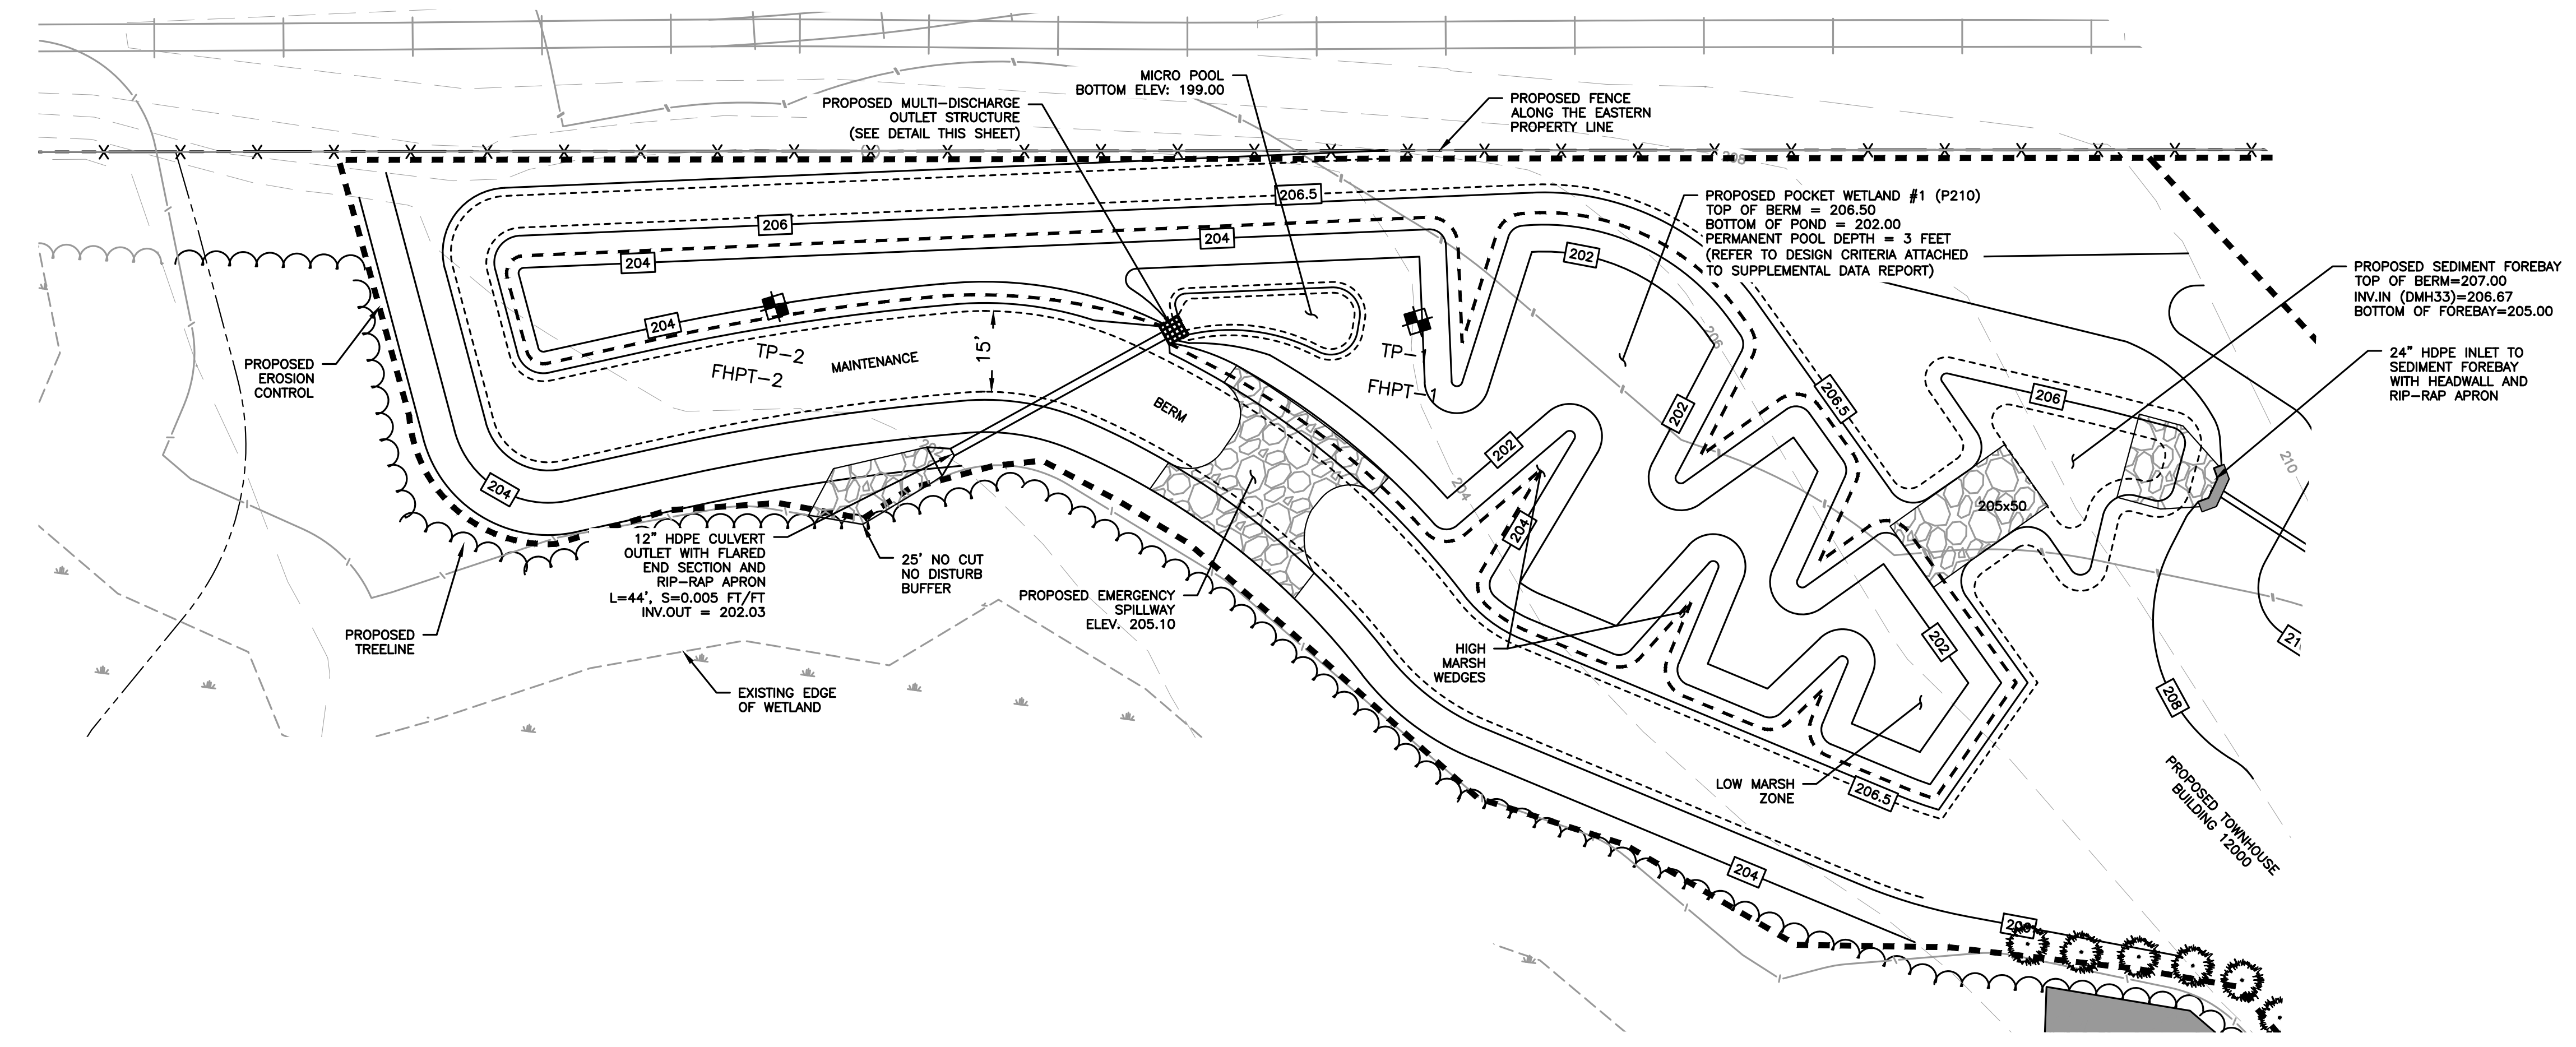 MICRO POOL
BOTTOM ELEV: 199.00
PROPOSED MULTI-DISCHARGE
OUTLET STRUCTURE
(SEE DETAIL THIS SHEET)
PROPOSED FENCE
ALONG THE EASTERN
PROPERTY LINE
208
206.5
206
204
204
202
PROPOSED POCKET WETLAND #1 (P210)
TOP OF BERM = 206.50
BOTTOM OF POND = 202.00
PERMANENT POOL DEPTH = 3 FEET
(REFER TO DESIGN CRITERIA ATTACHED
TO SUPPLEMENTAL DATA REPORT)
PROPOSED SEDIMENT FOREBAY
TOP OF BERM=207.00
INV.IN (DMH33)=206.67
BOTTOM OF FOREBAY=205.00
24" HDPE INLET TO
SEDIMENT FOREBAY
WITH HEADWALL AND
RIP-RAP APRON
204
TP-2
FHPT-2
MAINTENANCE
15'
TP-1
FHPT-1
206
206.5
206
PROPOSED
EROSION
CONTROL
BERM
202
202
210
204
204
204
205x50
12" HDPE CULVERT
OUTLET WITH FLARED
END SECTION AND
RIP-RAP APRON
L=44', S=0.005 FT/FT
INV.OUT = 202.03
25' NO CUT
NO DISTURB
BUFFER
PROPOSED EMERGENCY
SPILLWAY
ELEV. 205.10
PROPOSED
TREELINE
HIGH
MARSH
WEDGES
202
21
EXISTING EDGE
OF WETLAND
208
LOW MARSH
ZONE
206.5
PROPOSED TOWNHOUSE
BUILDING 12000
204